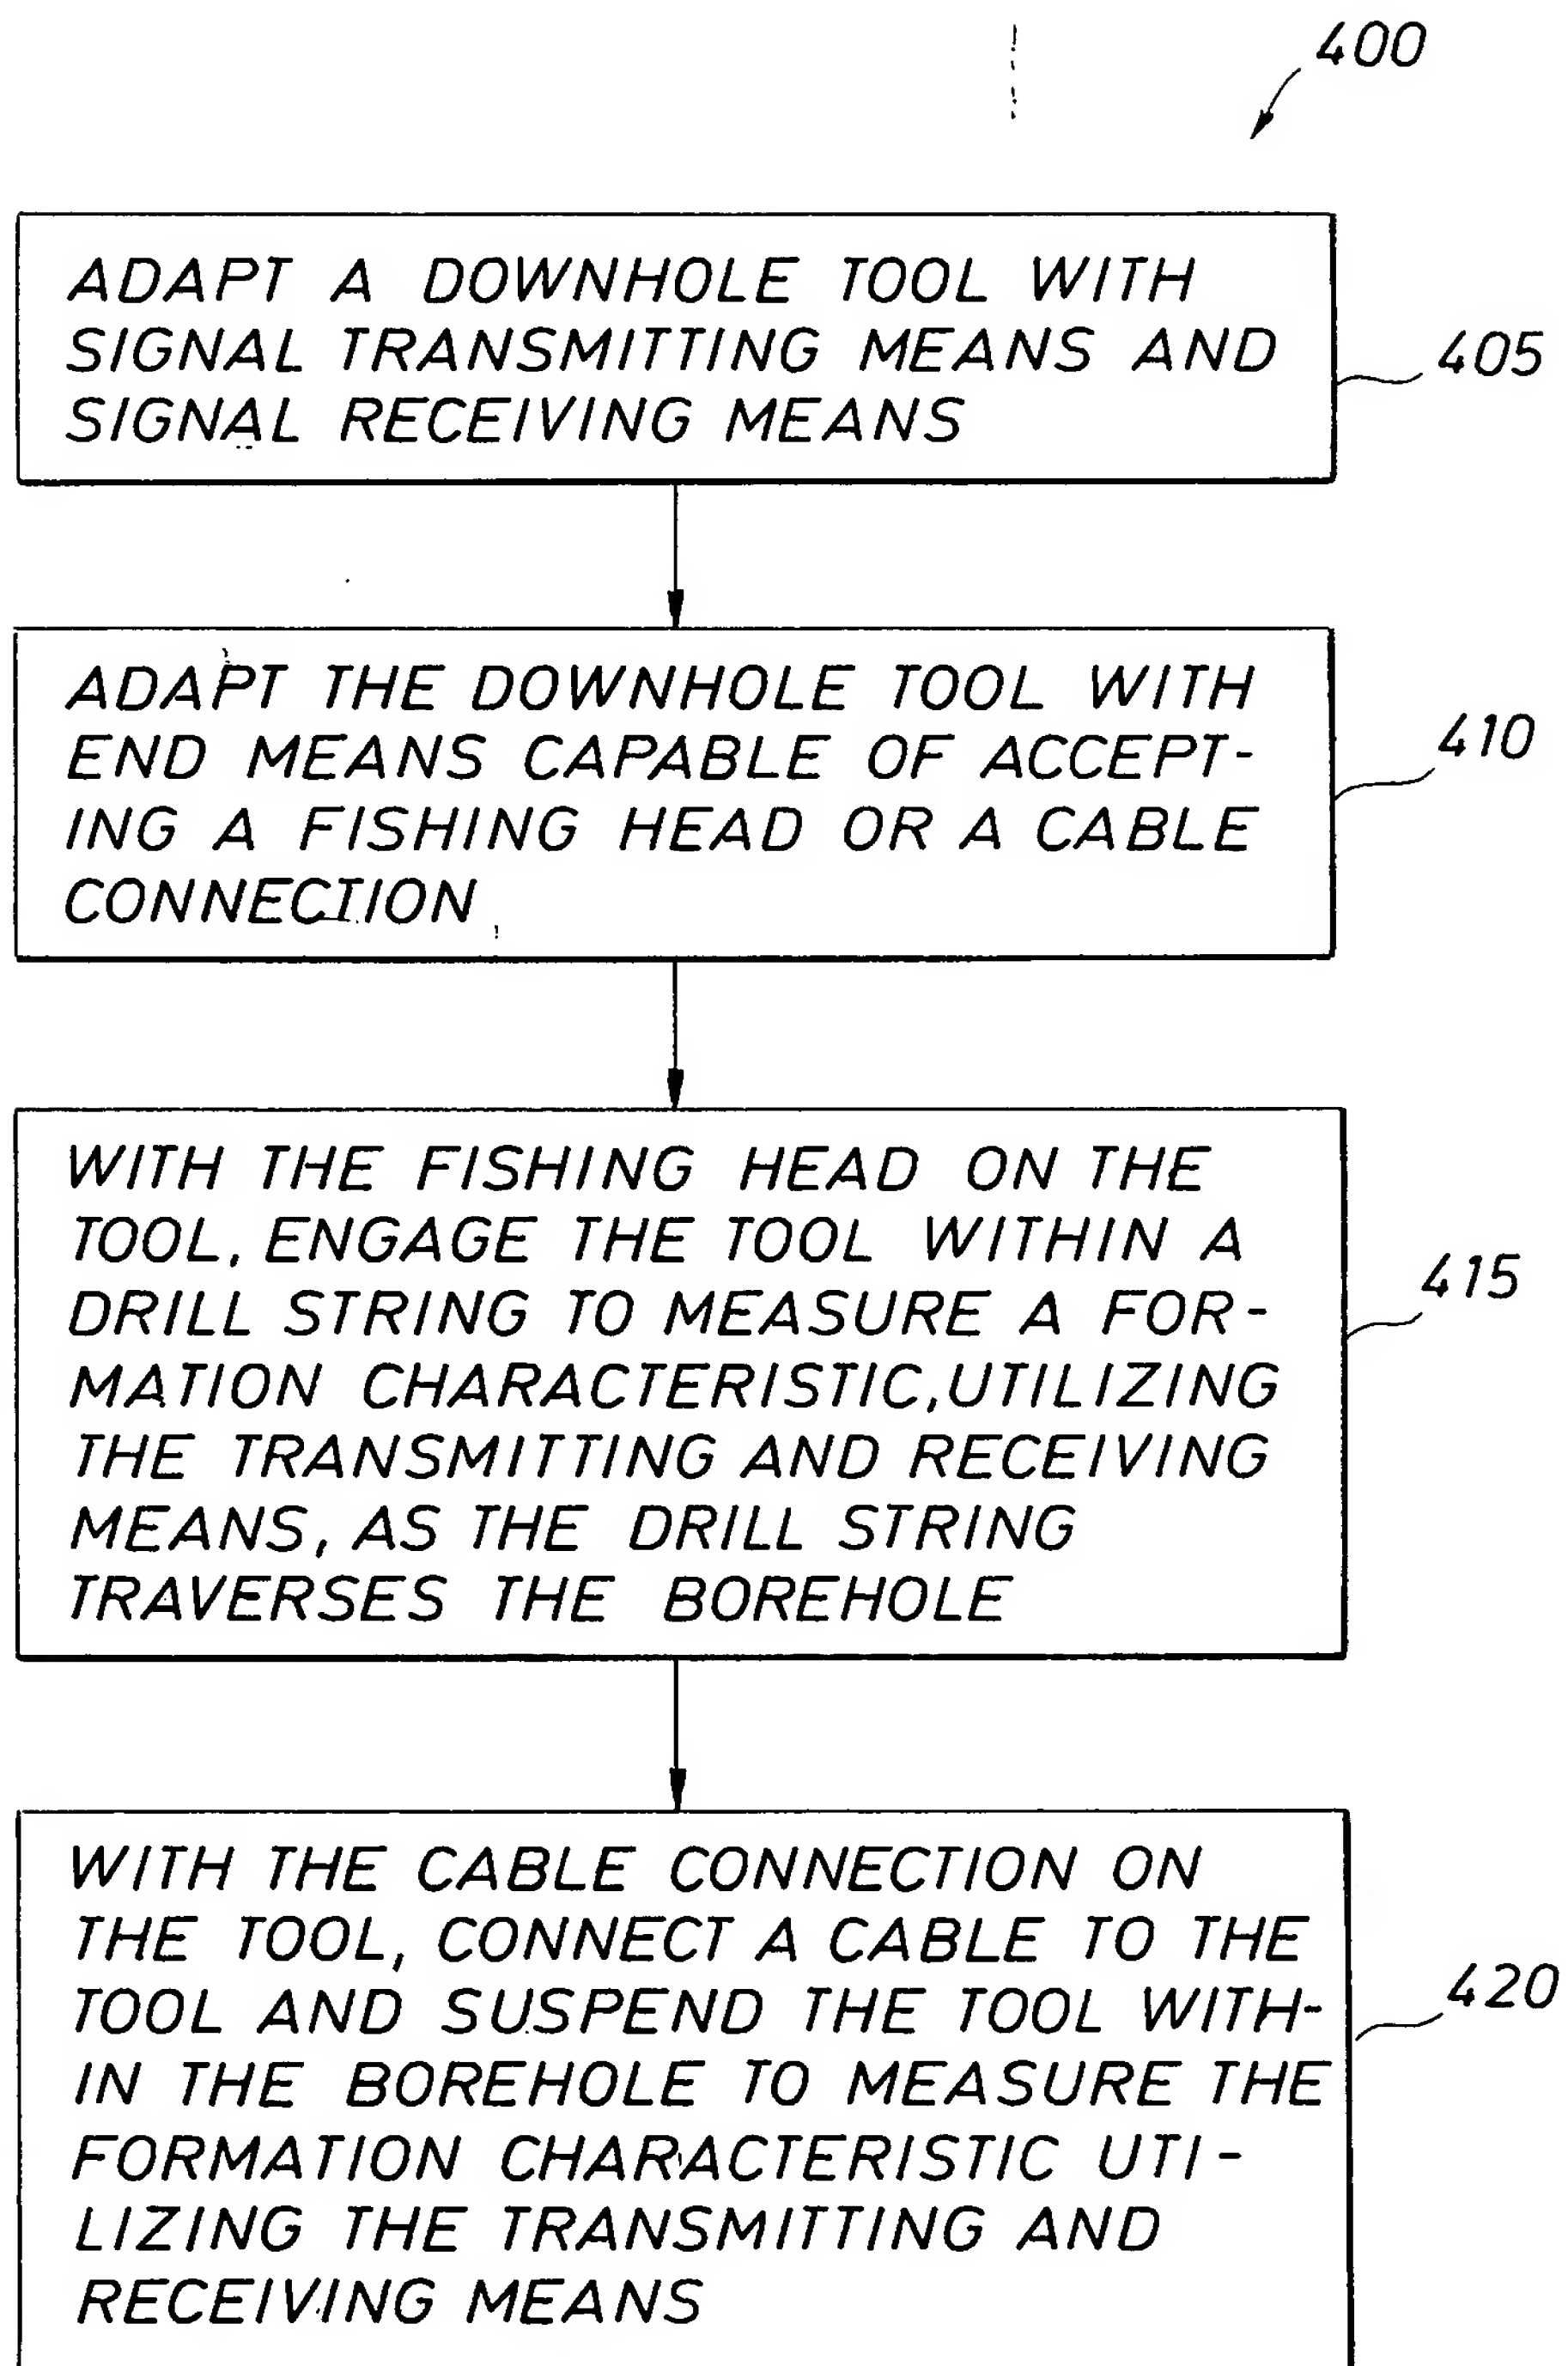 400
ADAPT A DOWNHOLE TOOL WITH
SIGNAL TRANSMITTING MEANS AND
SIGNAL RECEIVING MEANS
405
ADAPT THE DOWNHOLE TOOL WITH
END MEANS CAPABLE OF ACCEPT-
ING A FISHING HEAD OR A CABLE
CONNECTION
410
WITH THE FISHING HEAD ON THE
TOOL, ENGAGE THE TOOL WITHIN A
DRILL STRING TO MEASURE A FOR-
MATION CHARACTERISTIC, UTILIZING
THE TRANSMITTING AND RECEIVING
MEANS, AS THE DRILL STRING
TRAVERSES THE BOREHOLE
415
WITH THE CABLE CONNECTION ON
THE TOOL, CONNECT A CABLE TO THE
TOOL AND SUSPEND THE TOOL WITH-
IN THE BOREHOLE TO MEASURE THE
FORMATION CHARACTERISTIC UTI-
LIZING THE TRANSMITTING AND
RECEIVING MEANS
420